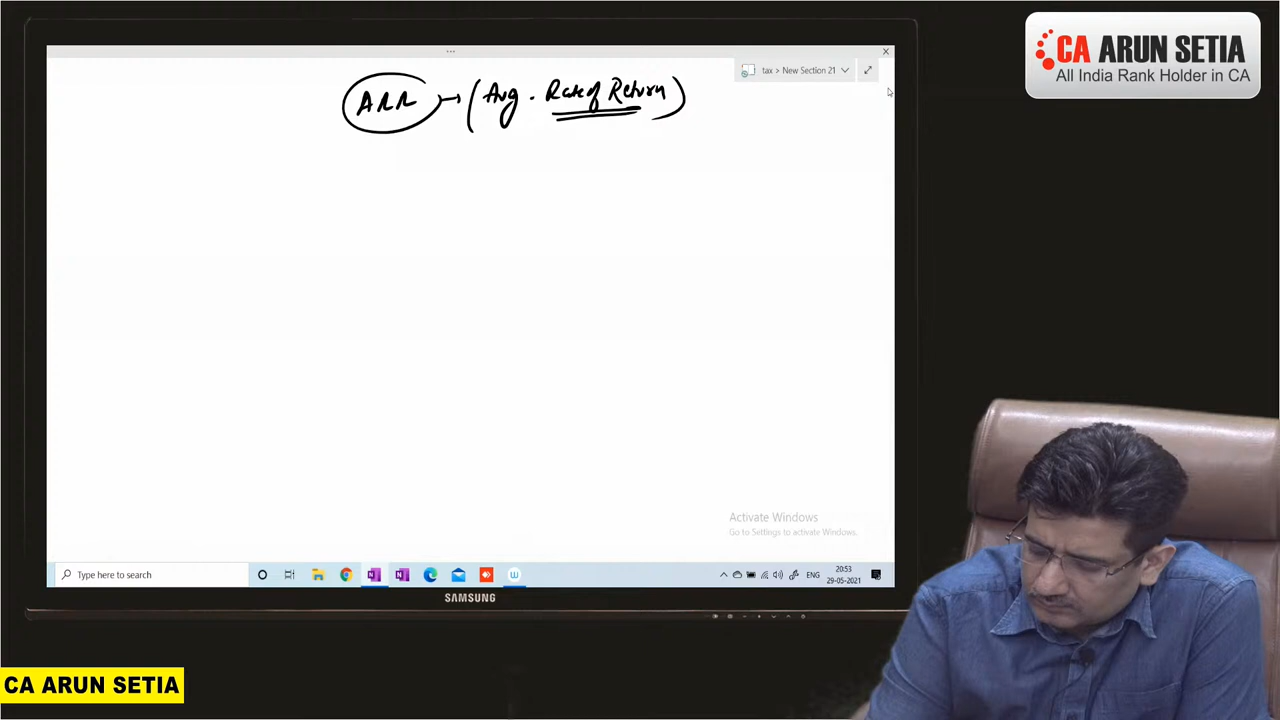 CA ARUN SETIA
All India Rank Holder in CA
tax > New Section 21
ARR → (Avg. Rate of Return)
Activate Windows
Go to Settings to activate Windows.
Type here to search
ENG
20:53
29-05-2021
SAMSUNG
CA ARUN SETIA